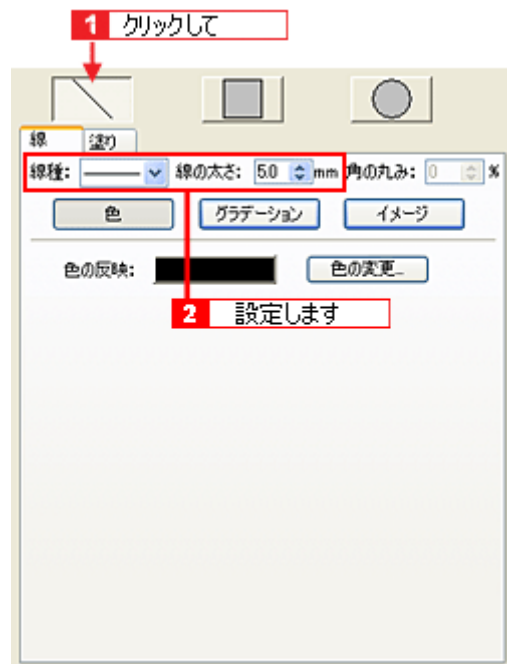 1 クリックして
線 塗り
線種: 線の太さ: 5.0 mm 角の丸み: 0 %
色 グラデーション イメージ
色の反映: 色の変更...
2 設定します